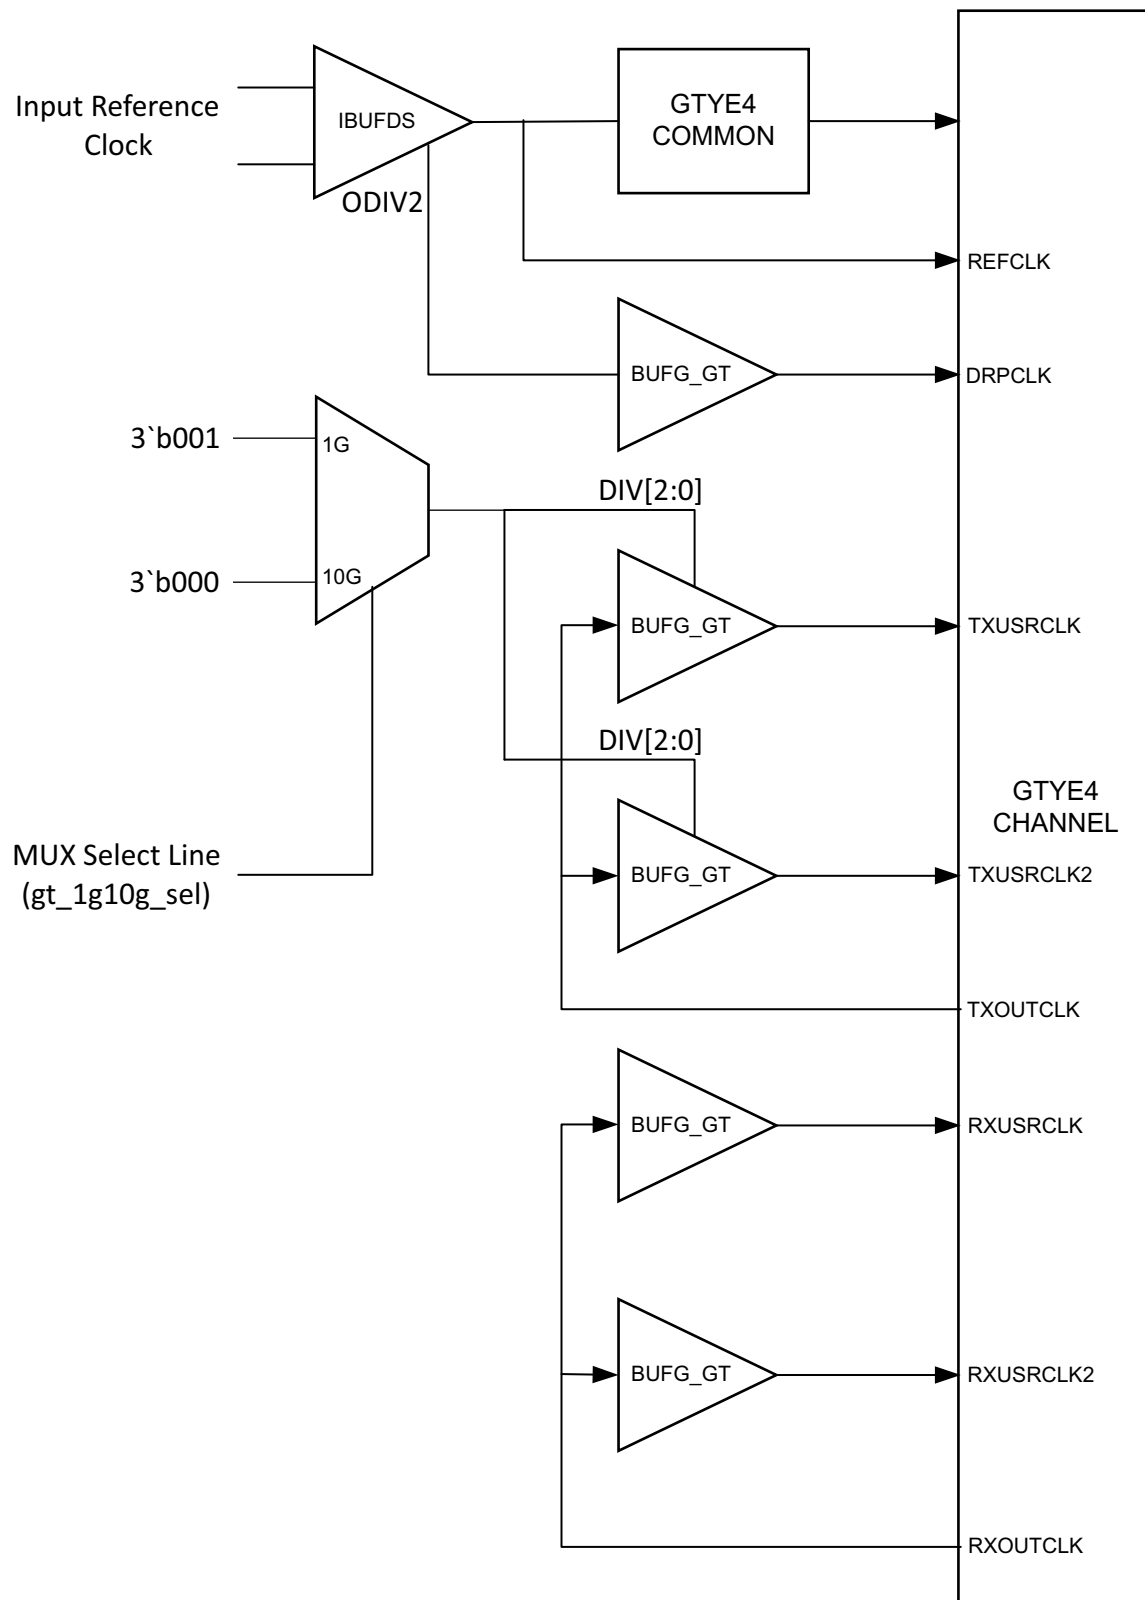 Input Reference
Clock
IBUFDS
GTYE4
COMMON
ODIV2
REFCLK
BUFG_GT
DRPCLK
3`b001
1G
DIV[2:0]
3`b000
10G
BUFG_GT
TXUSRCLK
DIV[2:0]
GTYE4
CHANNEL
MUX Select Line
(gt_1g10g_sel)
BUFG_GT
TXUSRCLK2
TXOUTCLK
BUFG_GT
RXUSRCLK
BUFG_GT
RXUSRCLK2
RXOUTCLK